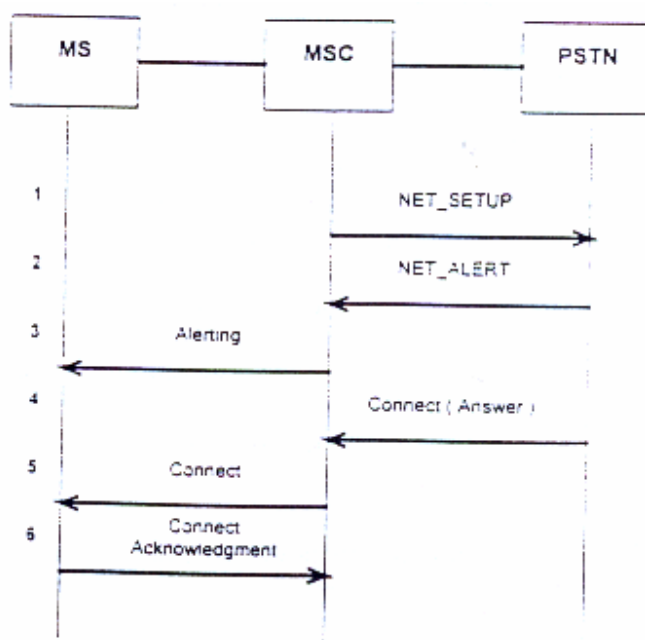 MS
MSC
PSTN
1
NET_SETUP
2
NET_ALERT
3
Alerting
4
Connect ( Answer )
5
Connect
6
Connect
Acknowledgment